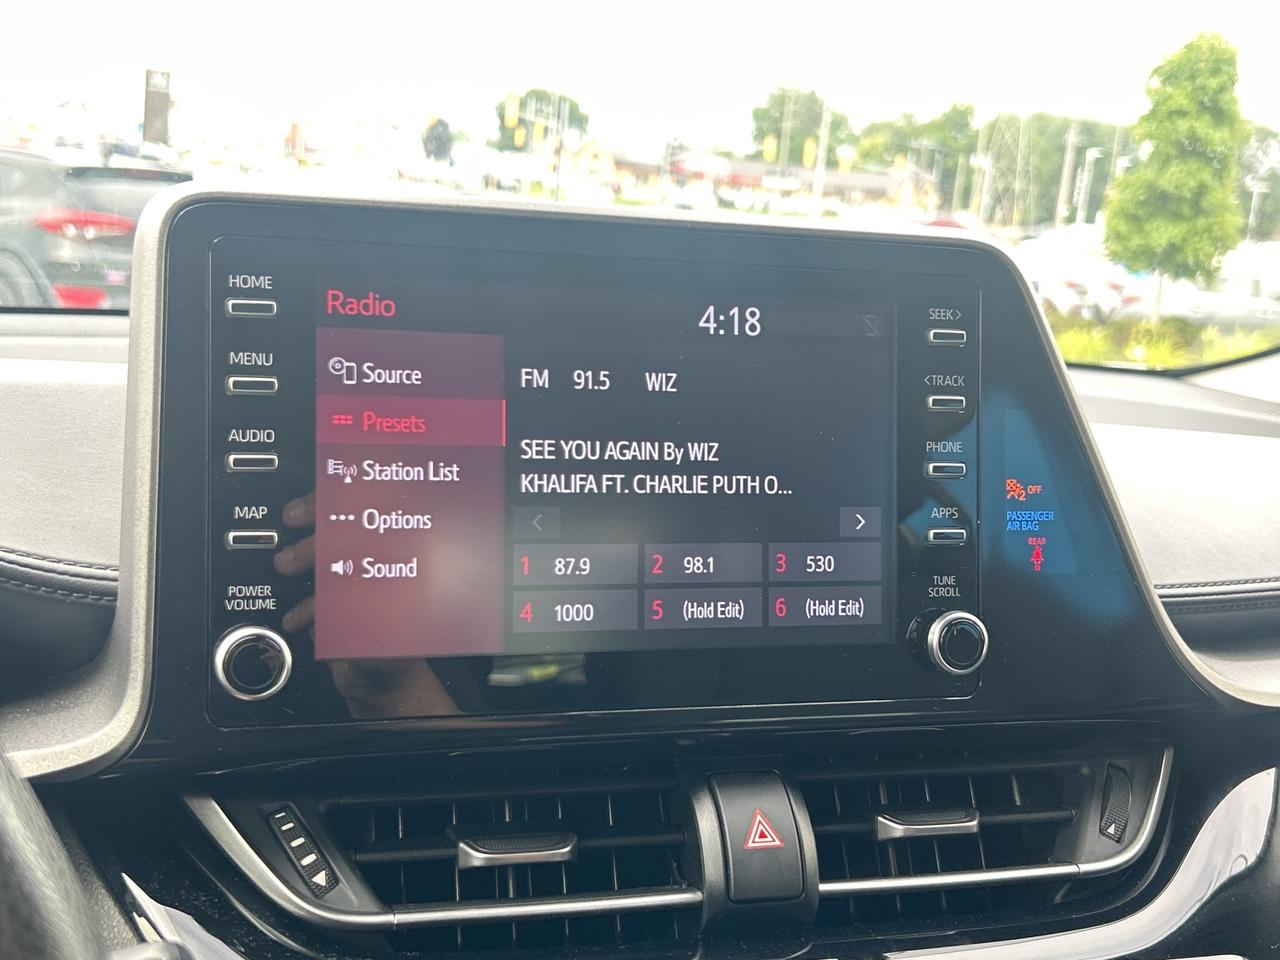 HOME
MENU
AUDIO
MAP
POWER
VOLUME
Radio
4:18
Source
Presets
Station List
Options
Sound
FM 91.5 WIZ
SEE YOU AGAIN By WIZ
KHALIFA FT. CHARLIE PUTH O...
< >
1 87.9 2 98.1 3 530
4 1000 5 (Hold Edit) 6 (Hold Edit)
SEEK>
<TRACK
PHONE
APPS
TUNE
SCROLL
2 OFF
PASSENGER
AIR BAG
REAR